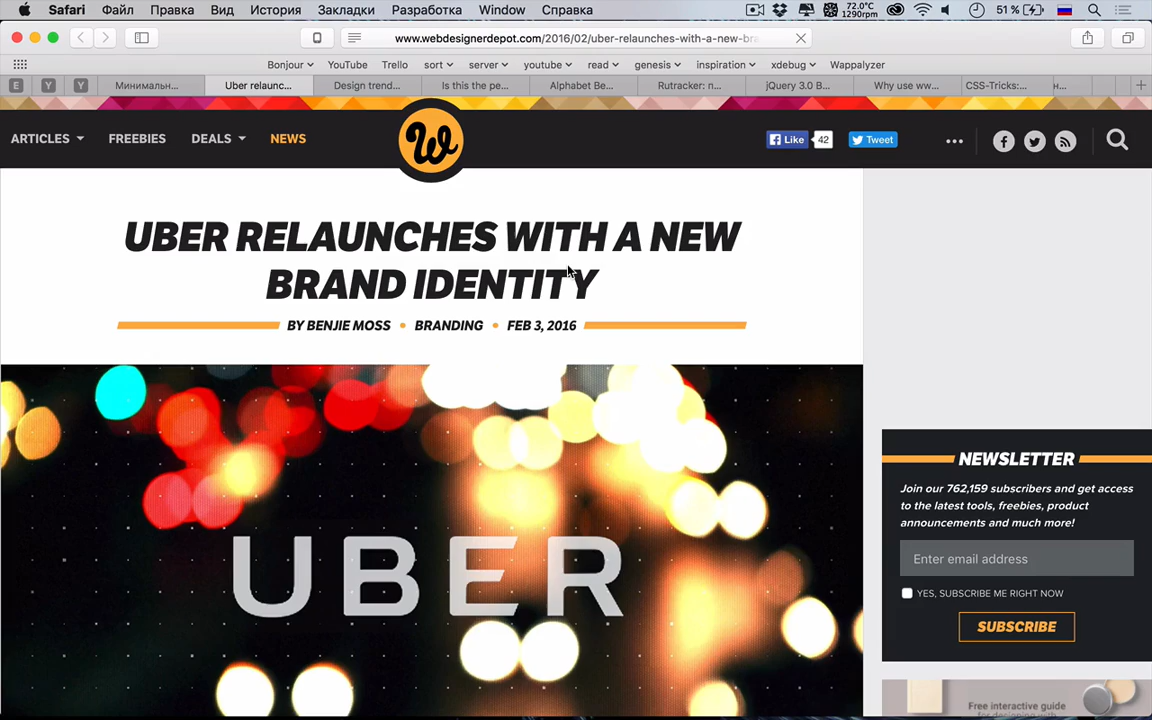 Safari Файл Правка Вид История Закладки Разработка Window Справка 72.0°C 1290rpm 51 %
www.webdesignerdepot.com/2016/02/uber-relaunches-with-a-new-bra
Bonjour YouTube Trello sort server youtube read genesis inspiration xdebug Wappalyzer
E Y Y Минимальн... Uber relaunc... Design trend... Is this the pe... Alphabet Be... Rutracker: п... jQuery 3.0 B... Why use ww... CSS-Tricks:...
ARTICLES FREEBIES DEALS NEWS W Like 42 Tweet
UBER RELAUNCHES WITH A NEW
BRAND IDENTITY
BY BENJIE MOSS • BRANDING • FEB 3, 2016
UBER
NEWSLETTER
Join our 762,159 subscribers and get access
to the latest tools, freebies, product
announcements and much more!
Enter email address
YES, SUBSCRIBE ME RIGHT NOW
SUBSCRIBE
Free interactive guide
for designing with